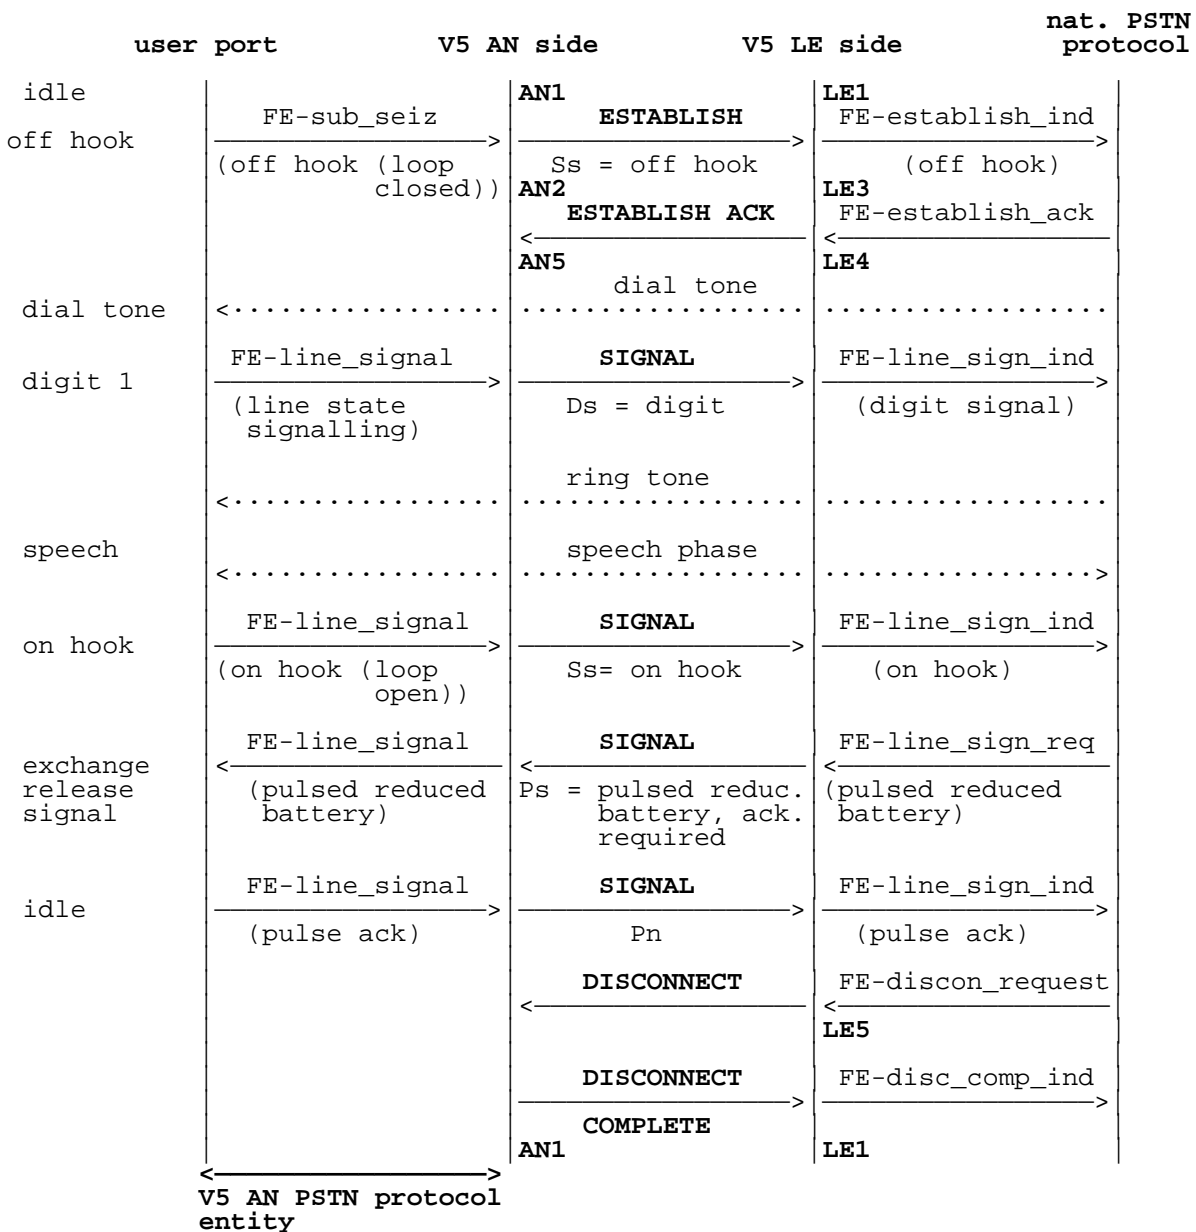 nat. PSTN
user port V5 AN side V5 LE side protocol
idle AN1 LE1
FE-sub_seiz ESTABLISH FE-establish_ind
off hook
(off hook (loop Ss = off hook (off hook)
closed)) AN2 LE3
ESTABLISH ACK FE-establish_ack
AN5 LE4
dial tone
dial tone
FE-line_signal SIGNAL FE-line_sign_ind
digit 1
(line state Ds = digit (digit signal)
signalling)
ring tone
speech speech phase
FE-line_signal SIGNAL FE-line_sign_ind
on hook
(on hook (loop Ss= on hook (on hook)
open))
FE-line_signal SIGNAL FE-line_sign_req
exchange
release (pulsed reduced Ps = pulsed reduc. (pulsed reduced
signal battery) battery, ack. battery)
required
FE-line_signal SIGNAL FE-line_sign_ind
idle
(pulse ack) Pn (pulse ack)
DISCONNECT FE-discon_request
LE5
DISCONNECT FE-disc_comp_ind
COMPLETE
AN1 LE1
V5 AN PSTN protocol
entity